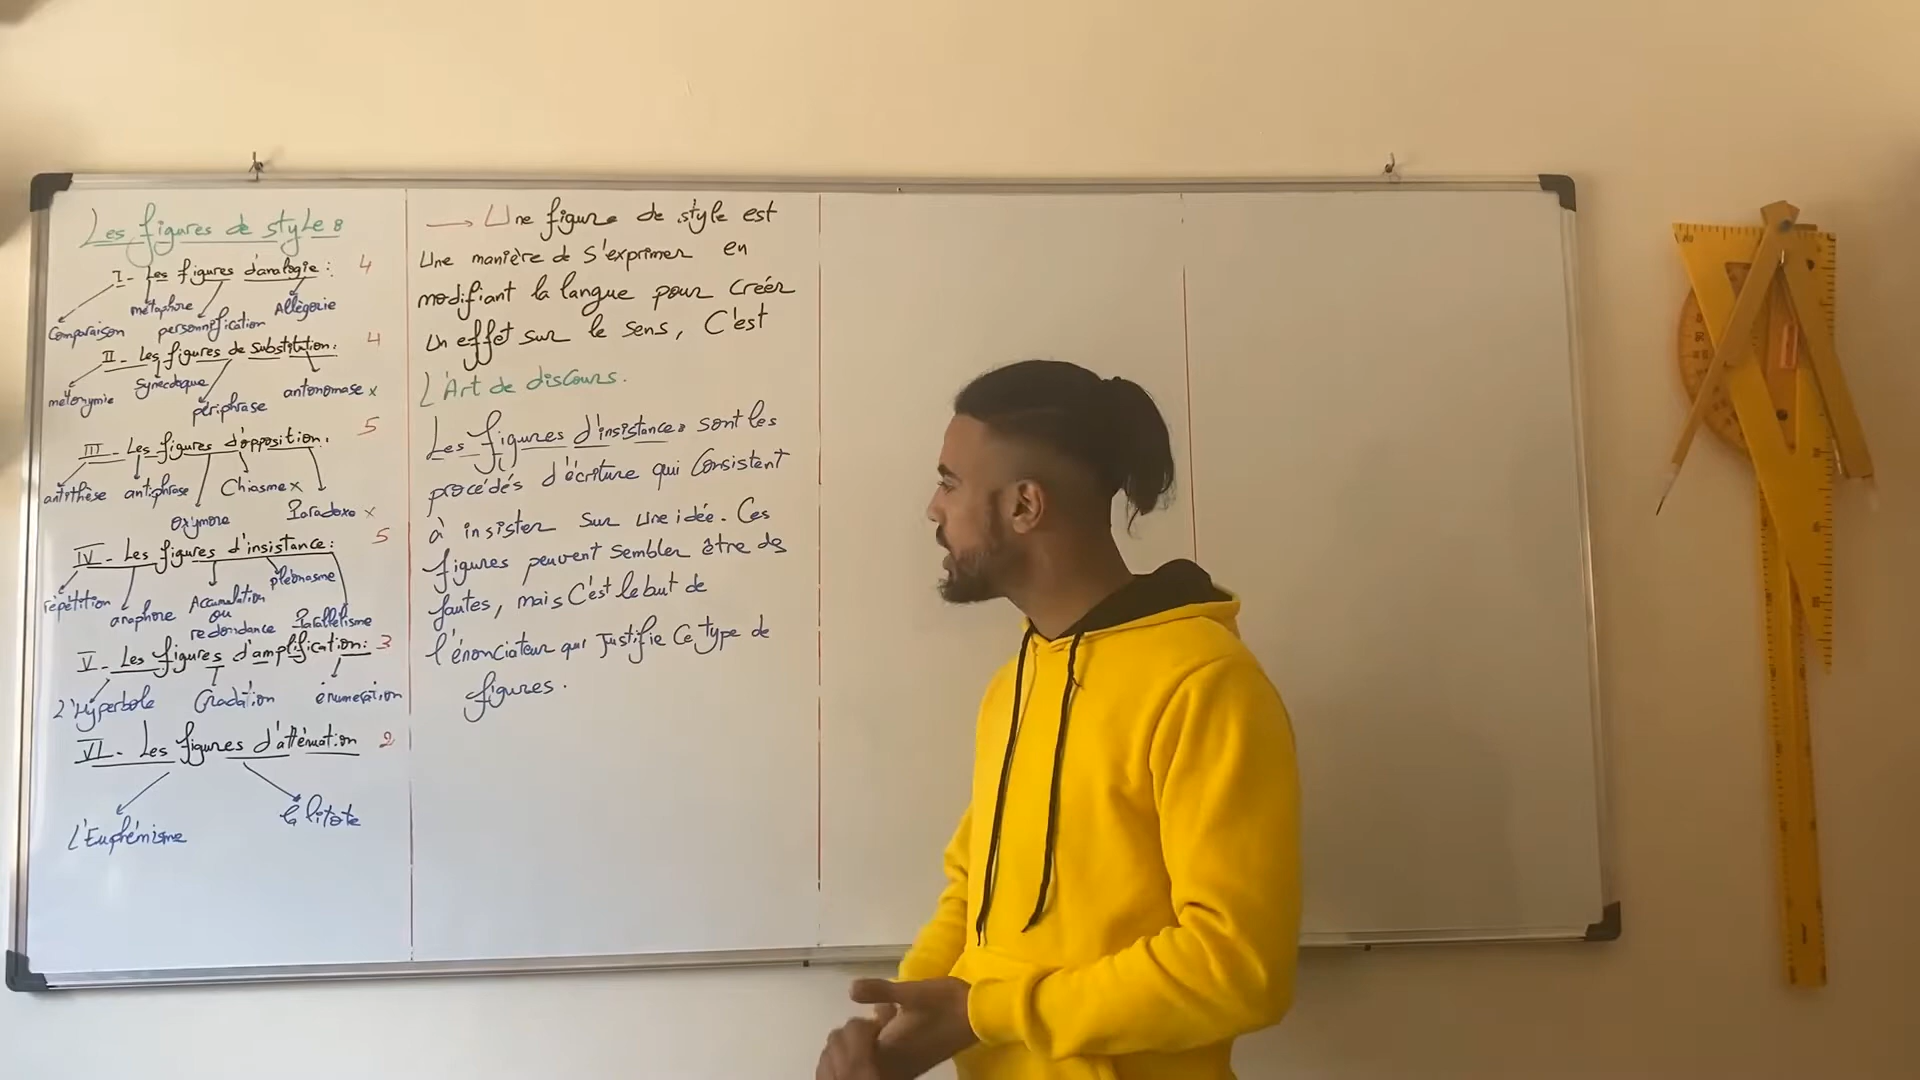 Les figures de style :
I- Les figures d'analogie : 4
métaphore Allégorie
Comparaison personnification
II- Les figures de substitution. 4
Synécdoque
métonymie périphrase antonomase x
III- Les figures d'opposition. 5
antithèse antiphrase Chiasme x
Oxymore Paradoxe x
IV- Les figures d'insistance : 5
répétition anaphore Accumulation pléonasme
ou
redondance Parallélisme
V- Les figures d'amplification : 3
L'Hyperbole Gradation énumération
VI- Les figures d'atténuation 2
L'Euphémisme la litote
→ Une figure de style est
Une manière de s'exprimer en
modifiant la langue pour créér
Un effet sur le sens, C'est
L'Art de discours.
Les figures d'insistance : sont les
procédés d'écriture qui Consistent
à insister sur une idée. Ces
figures peuvent sembler être des
fautes, mais C'est le but de
l'énonciateur qui Justifie Ce type de
figures.